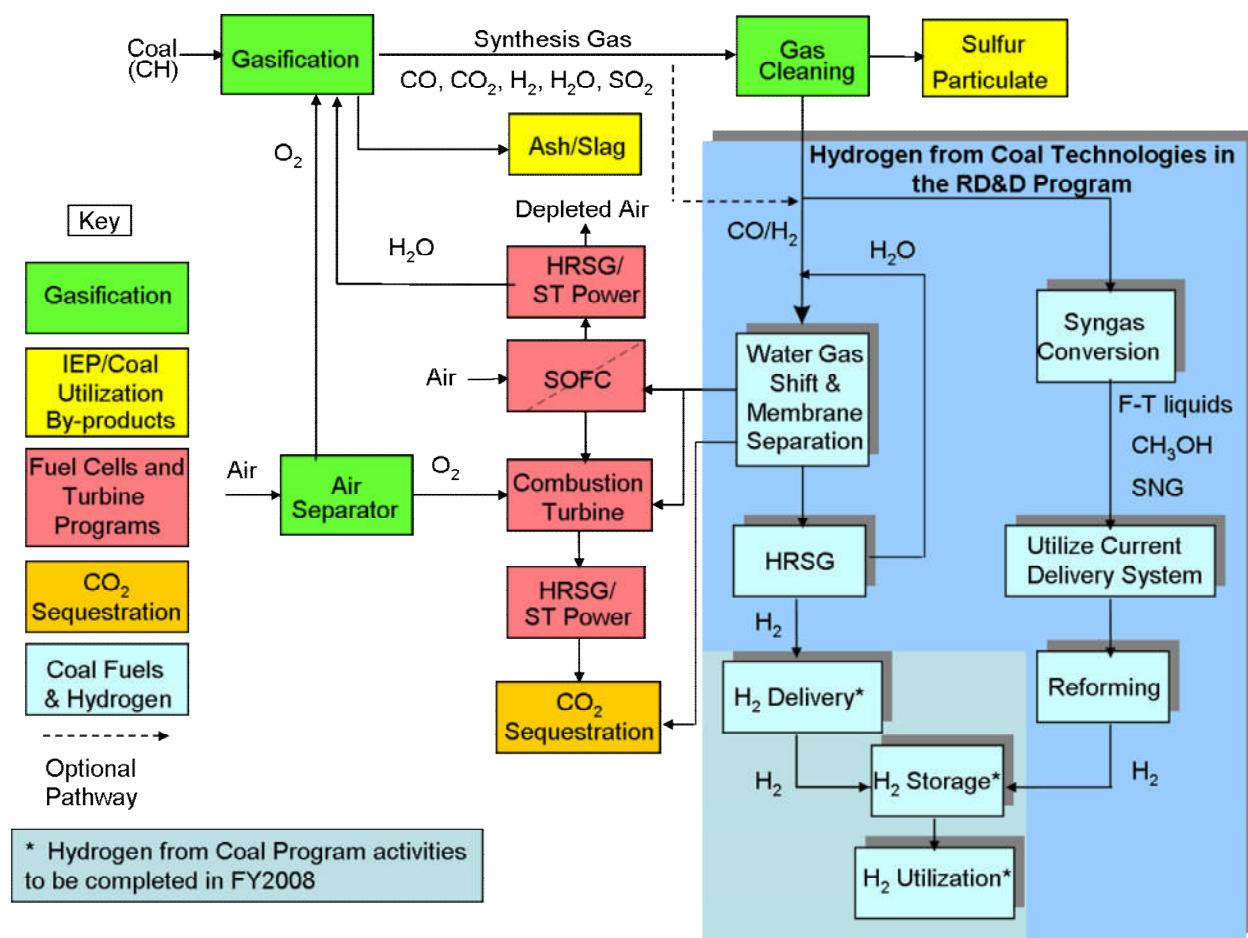 Coal
(CH)
Gasification
Synthesis Gas
CO, CO₂, H₂, H₂O, SO₂
Gas
Cleaning
Sulfur
Particulate
O₂
Ash/Slag
Hydrogen from Coal Technologies in
the RD&D Program
Key
Gasification
IEP/Coal
Utilization
By-products
Fuel Cells and
Turbine
Programs
CO₂
Sequestration
Coal Fuels
& Hydrogen
Optional
Pathway
* Hydrogen from Coal Program activities
to be completed in FY2008
Depleted Air
H₂O
HRSG/
ST Power
Air
SOFC
Air
Air
Separator
O₂
Combustion
Turbine
HRSG/
ST Power
CO₂
Sequestration
CO/H₂
H₂O
Water Gas
Shift &
Membrane
Separation
HRSG
H₂
H₂ Delivery*
H₂
H₂ Storage*
H₂ Utilization*
Syngas
Conversion
F-T liquids
CH₃OH
SNG
Utilize Current
Delivery System
Reforming
H₂